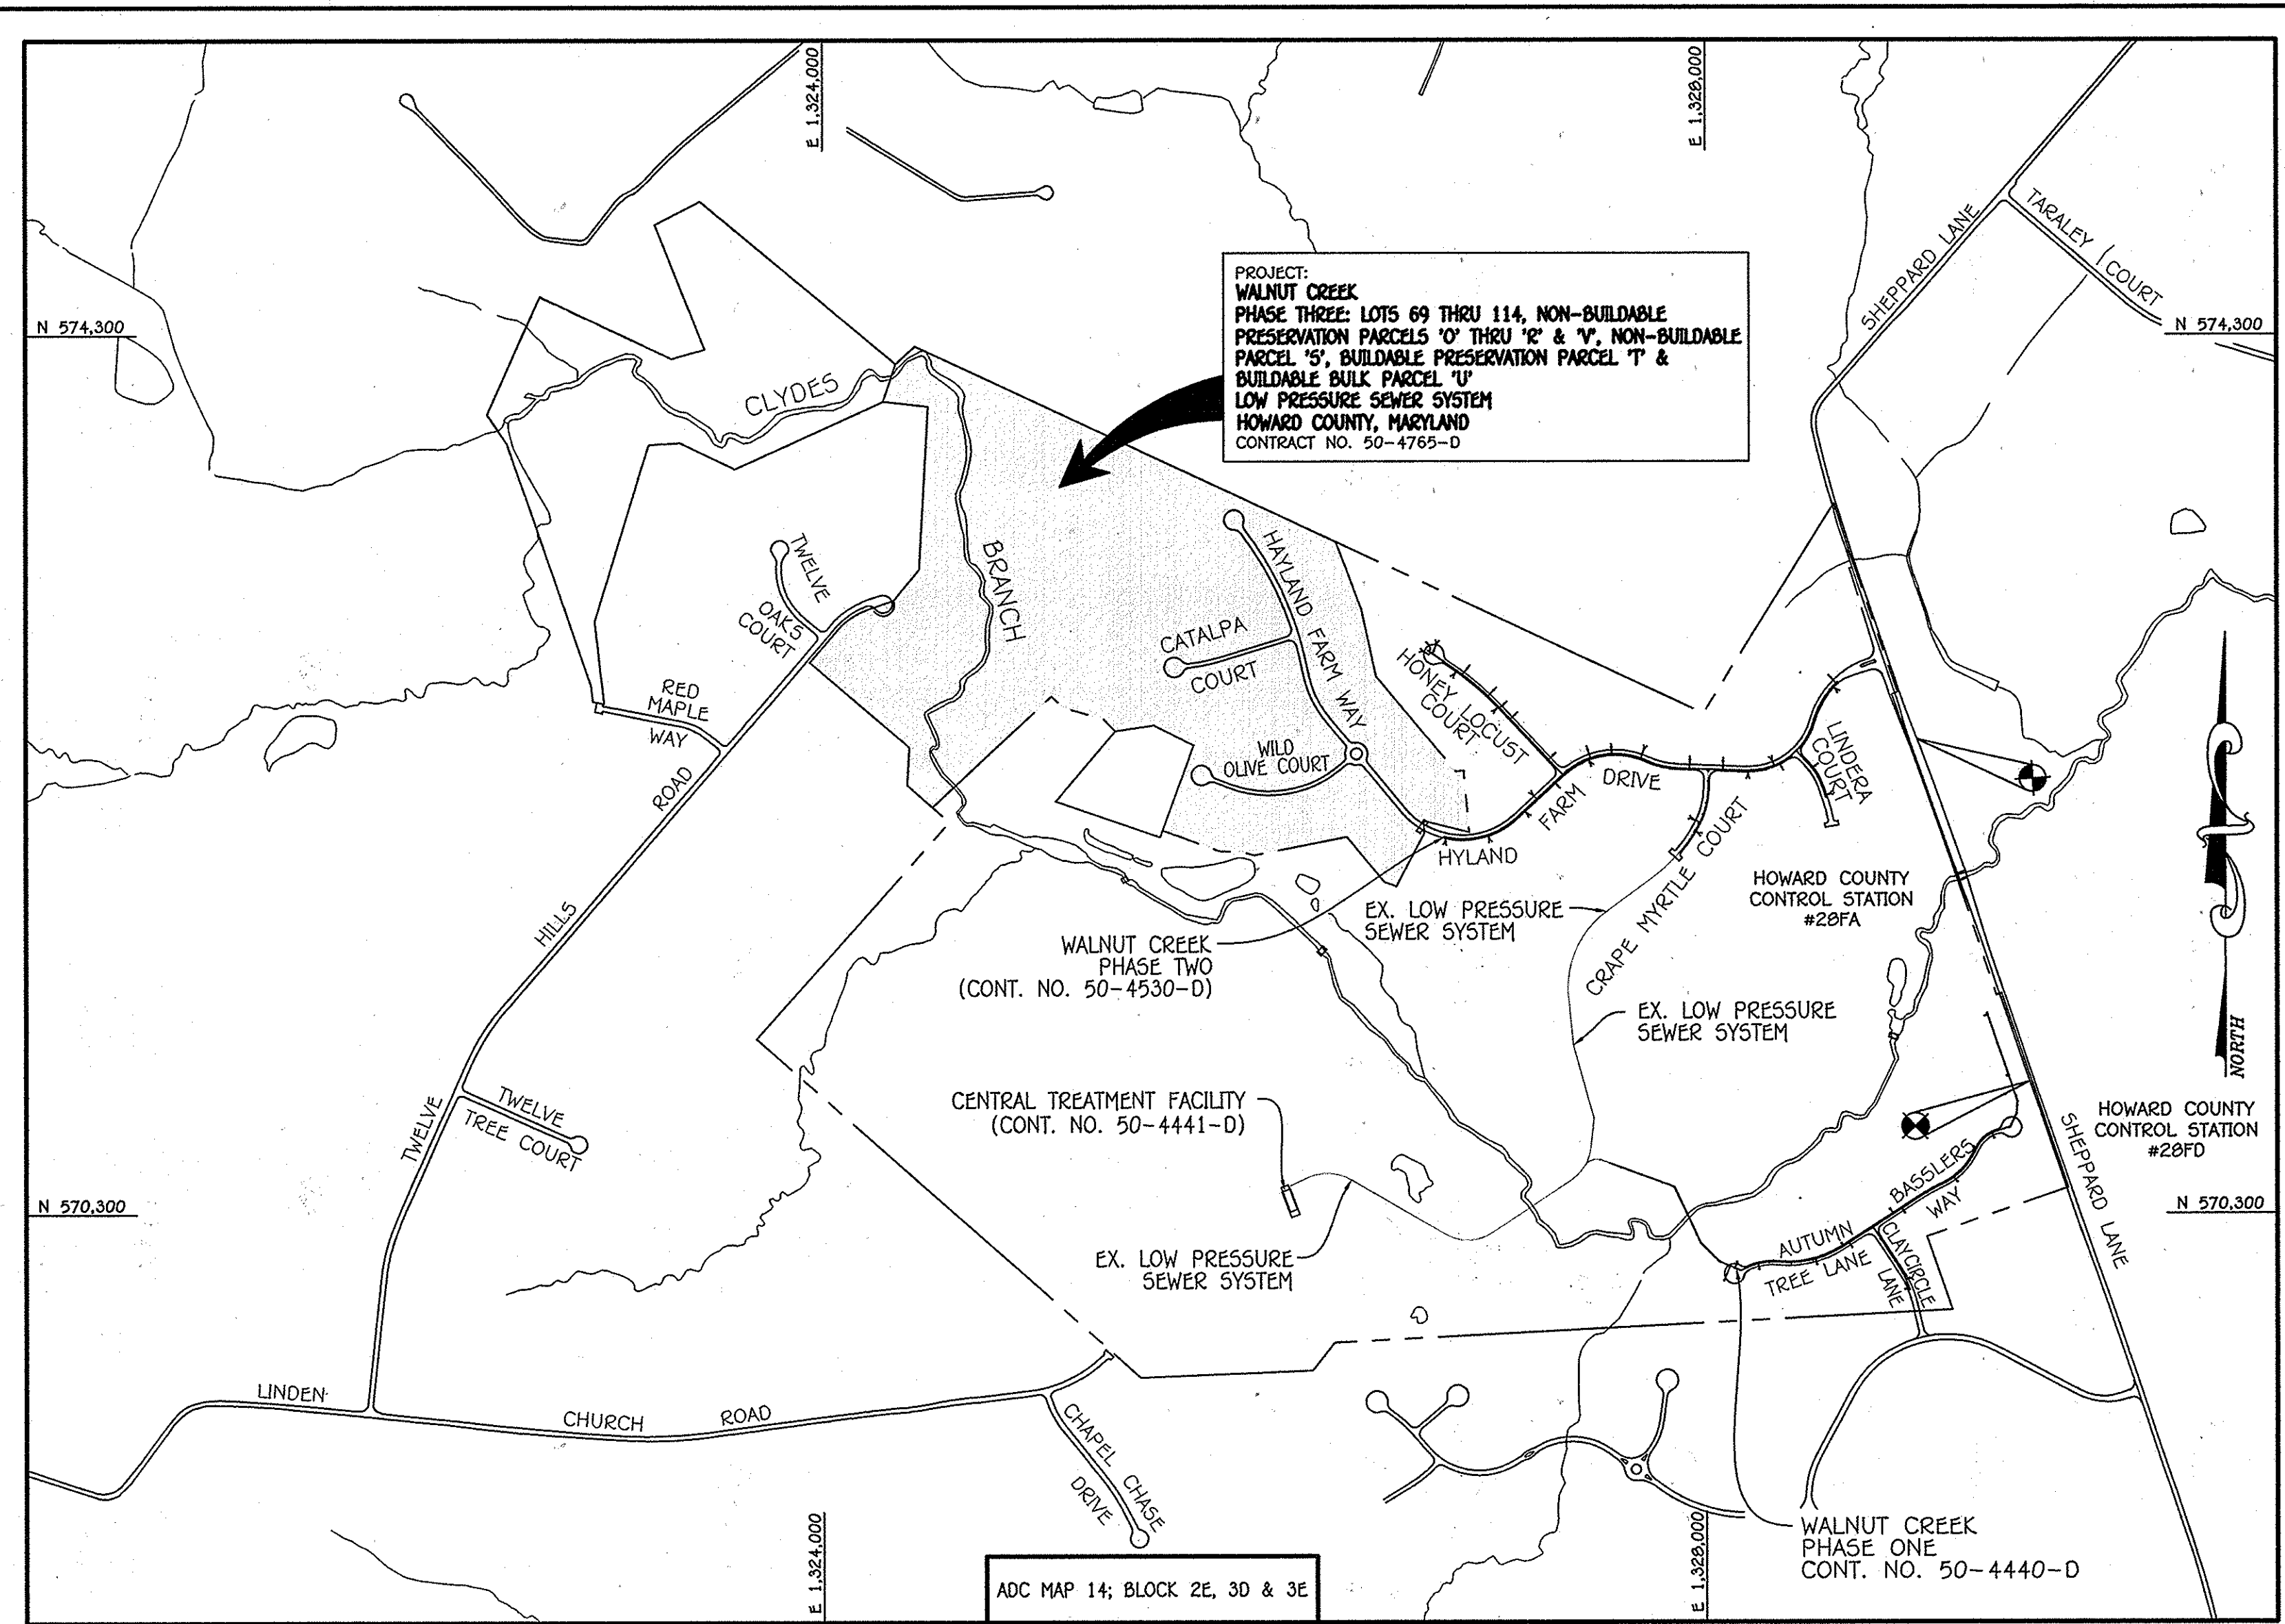 E 1,324,000
E 1,328,000
SHEPPARD LANE
TARALEY COURT
N 574,300
N 574,300
PROJECT:
WALNUT CREEK
PHASE THREE: LOTS 69 THRU 114, NON-BUILDABLE
PRESERVATION PARCELS 'O' THRU 'R' & 'V', NON-BUILDABLE
PARCEL 'S', BUILDABLE PRESERVATION PARCEL 'T' &
BUILDABLE BULK PARCEL 'U'
LOW PRESSURE SEWER SYSTEM
HOWARD COUNTY, MARYLAND
CONTRACT NO. 50-4765-D
CLYDES
BRANCH
TWELVE
OAKS
COURT
HAYLAND FARM WAY
CATALPA
COURT
HONEY LOCUST
COURT
RED
MAPLE
WAY
WILD
OLIVE COURT
LINDERA
COURT
HYLAND
FARM
DRIVE
CRAPE MYRTLE COURT
TWELVE
HILLS
ROAD
HOWARD COUNTY
CONTROL STATION
#28FA
EX. LOW PRESSURE
SEWER SYSTEM
WALNUT CREEK
PHASE TWO
(CONT. NO. 50-4530-D)
EX. LOW PRESSURE
SEWER SYSTEM
NORTH
CENTRAL TREATMENT FACILITY
(CONT. NO. 50-4441-D)
TWELVE
TREE COURT
HOWARD COUNTY
CONTROL STATION
#28FD
SHEPPARD LANE
BASSLERS
WAY
N 570,300
N 570,300
AUTUMN
TREE LANE
CLAYCIRCLE
LANE
EX. LOW PRESSURE
SEWER SYSTEM
LINDEN
CHURCH
ROAD
CHAPEL CHASE
DRIVE
E 1,324,000
E 1,328,000
WALNUT CREEK
PHASE ONE
CONT. NO. 50-4440-D
ADC MAP 14; BLOCK 2E, 3D & 3E